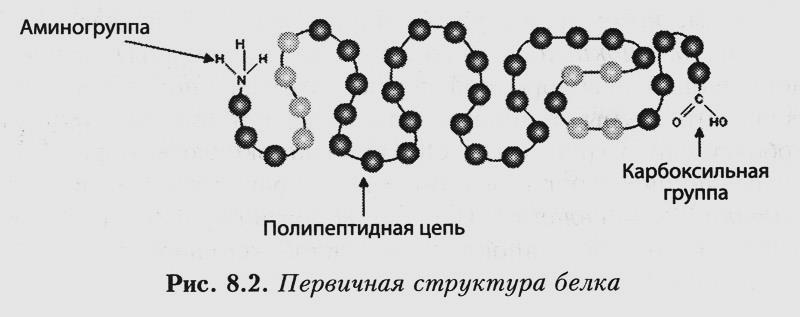 Аминогруппа
H
H H
N
C
O HO
Карбоксильная
группа
Полипептидная цепь
Рис. 8.2. Первичная структура белка